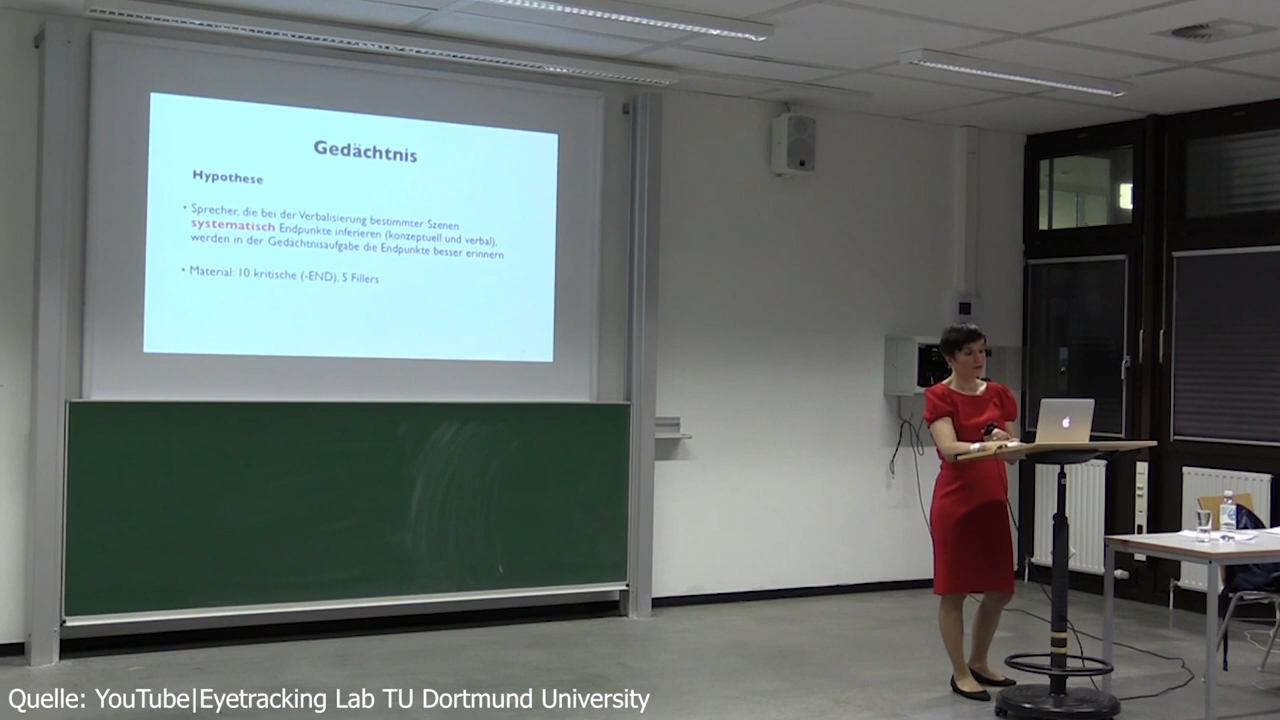 Gedächtnis
Hypothese
• Sprecher, die bei der Verbalisierung bestimmter Szenen
systematisch Endpunkte inferieren (konzeptuell und verbal),
werden in der Gedächtnisaufgabe die Endpunkte besser erinnern
• Material: 10 kritische (-END), 5 Fillers
Quelle: YouTube|Eyetracking Lab TU Dortmund University